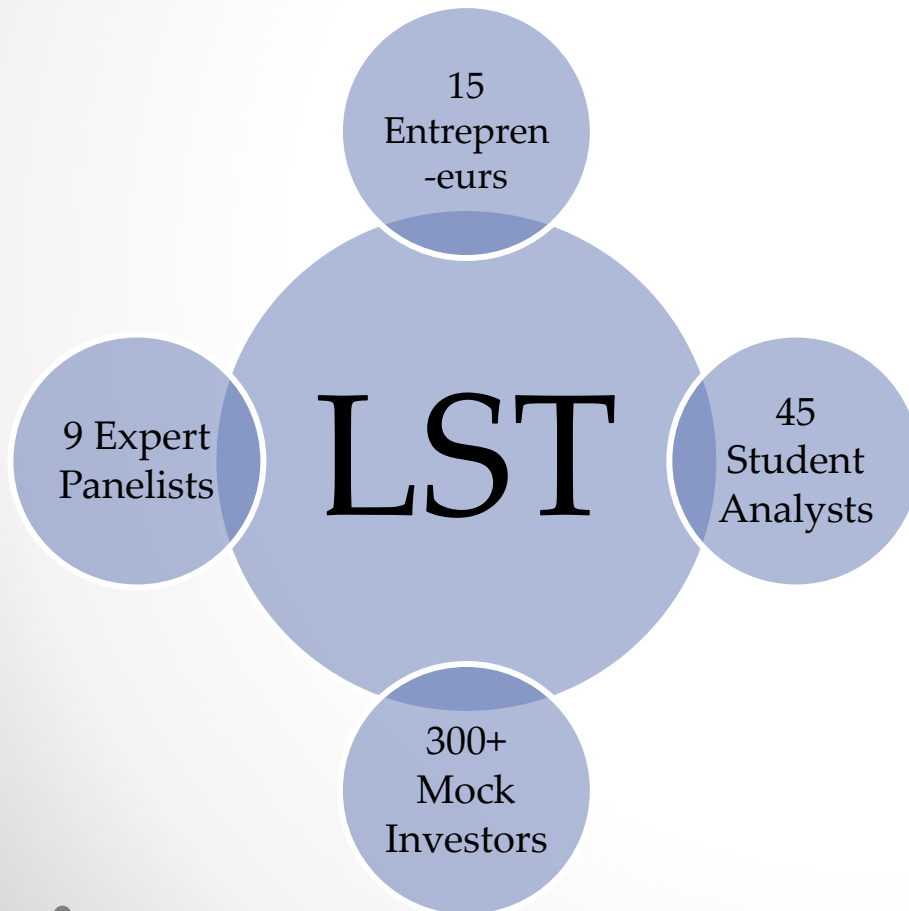 15
Entrepren
-eurs
9 Expert
Panelists
LST
45
Student
Analysts
300+
Mock
Investors